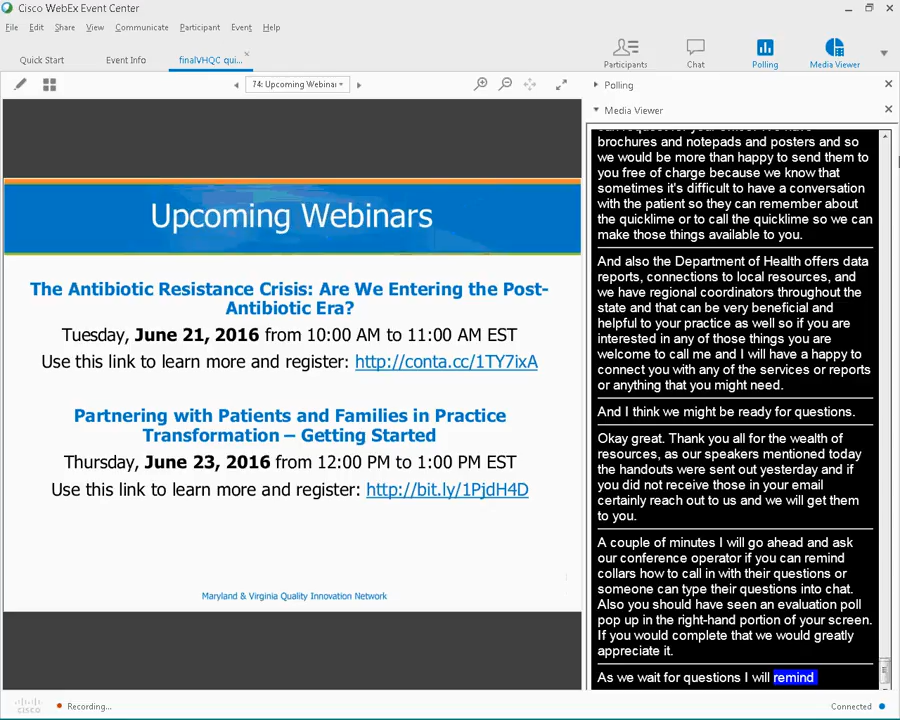 Cisco WebEx Event Center
File Edit Share View Communicate Participant Event Help
Quick Start Event Info finalVHQC qui...
Participants Chat Polling Media Viewer
74: Upcoming Webinar
Polling
Media Viewer
Upcoming Webinars
The Antibiotic Resistance Crisis: Are We Entering the Post-
Antibiotic Era?
Tuesday, June 21, 2016 from 10:00 AM to 11:00 AM EST
Use this link to learn more and register: http://conta.cc/1TY7ixA
Partnering with Patients and Families in Practice
Transformation – Getting Started
Thursday, June 23, 2016 from 12:00 PM to 1:00 PM EST
Use this link to learn more and register: http://bit.ly/1PjdH4D
Maryland & Virginia Quality Innovation Network
brochures and notepads and posters and so
we would be more than happy to send them to
you free of charge because we know that
sometimes it's difficult to have a conversation
with the patient so they can remember about
the quicklime or to call the quicklime so we can
make those things available to you.
And also the Department of Health offers data
reports, connections to local resources, and
we have regional coordinators throughout the
state and that can be very beneficial and
helpful to your practice as well so if you are
interested in any of those things you are
welcome to call me and I will have a happy to
connect you with any of the services or reports
or anything that you might need.
And I think we might be ready for questions.
Okay great. Thank you all for the wealth of
resources, as our speakers mentioned today
the handouts were sent out yesterday and if
you did not receive those in your email
certainly reach out to us and we will get them
to you.
A couple of minutes I will go ahead and ask
our conference operator if you can remind
collars how to call in with their questions or
someone can type their questions into chat.
Also you should have seen an evaluation poll
pop up in the right-hand portion of your screen.
If you would complete that we would greatly
appreciate it.
As we wait for questions I will remind
cisco Recording... Connected